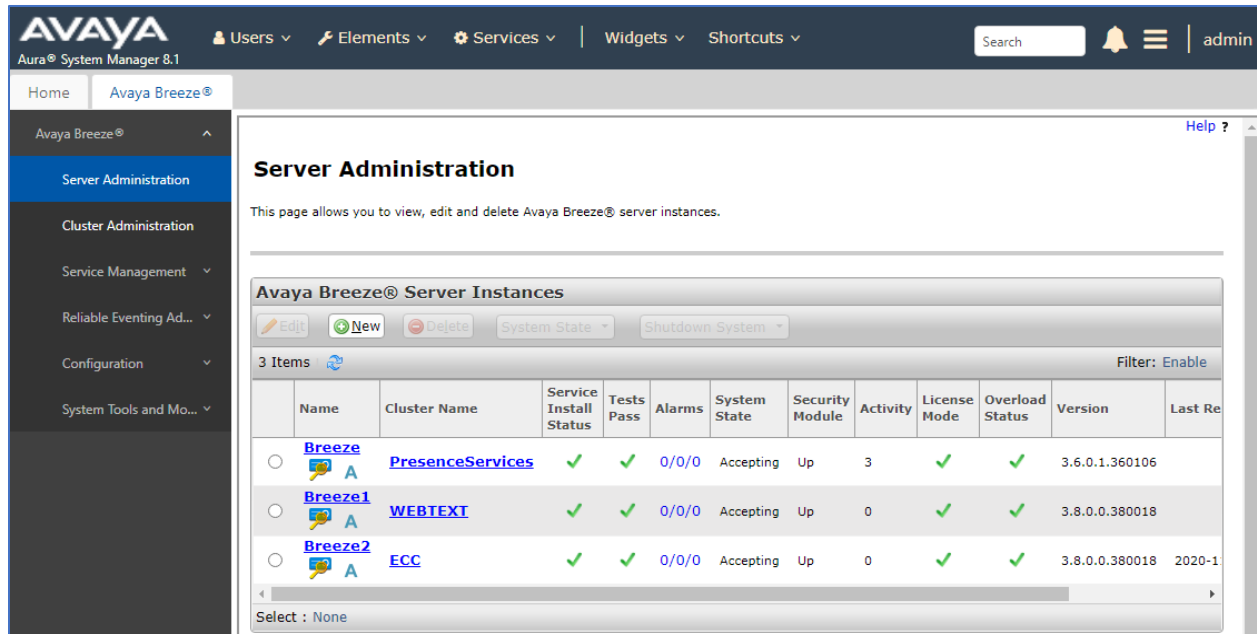 AVAYA
Aura® System Manager 8.1
Users Elements Services | Widgets Shortcuts Search admin
Home Avaya Breeze®
Avaya Breeze®
Server Administration
Cluster Administration
Service Management
Reliable Eventing Ad...
Configuration
System Tools and Mo...
Help ?
Server Administration
This page allows you to view, edit and delete Avaya Breeze® server instances.
Avaya Breeze® Server Instances
Edit New Delete System State Shutdown System
3 Items Filter: Enable
Name Cluster Name Service Install Status Tests Pass Alarms System State Security Module Activity License Mode Overload Status Version Last Re
Breeze A PresenceServices 0/0/0 Accepting Up 3 3.6.0.1.360106
Breeze1 A WEBTEXT 0/0/0 Accepting Up 0 3.8.0.0.380018
Breeze2 A ECC 0/0/0 Accepting Up 0 3.8.0.0.380018 2020-1
Select : None